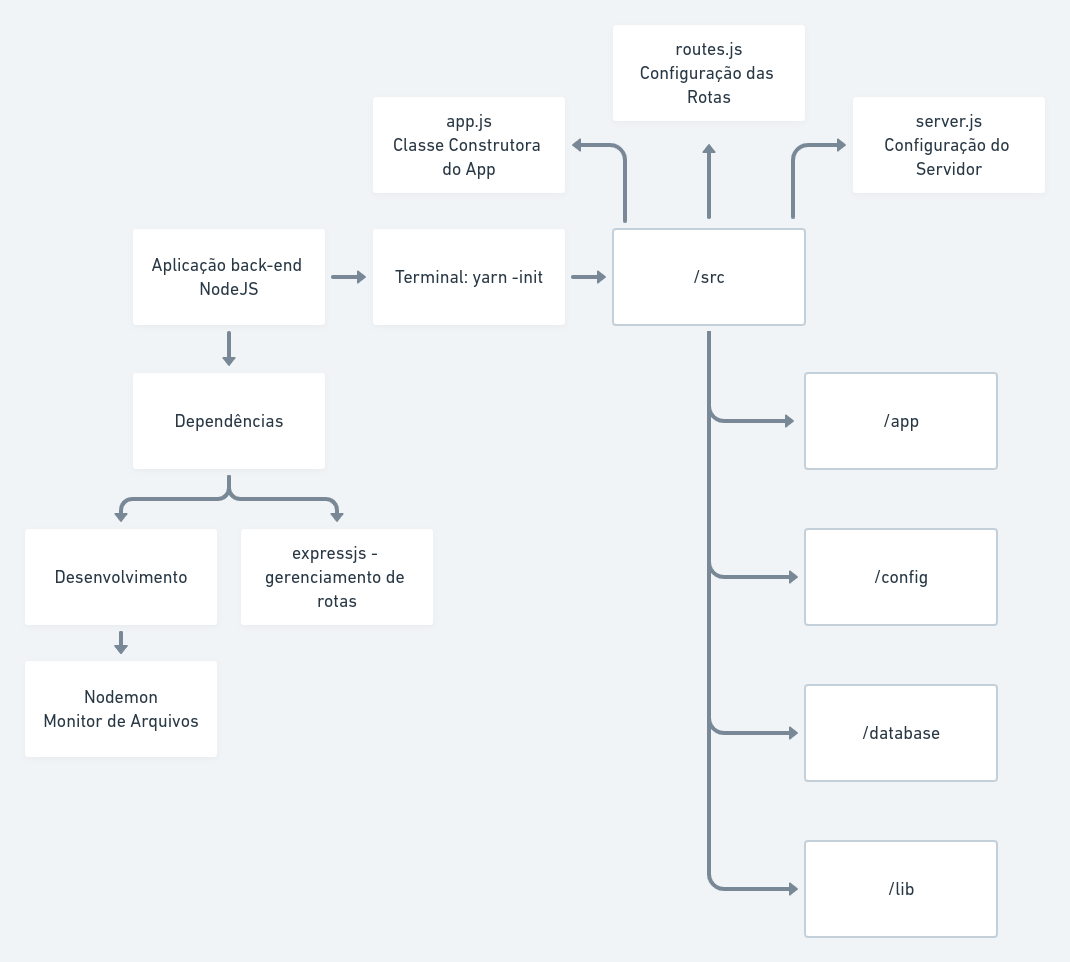 routes.js
Configuração das
Rotas
app.js
Classe Construtora
do App
server.js
Configuração do
Servidor
Aplicação back-end
NodeJS
Terminal: yarn -init
/src
Dependências
/app
Desenvolvimento
expressjs -
gerenciamento de
rotas
/config
Nodemon
Monitor de Arquivos
/database
/lib